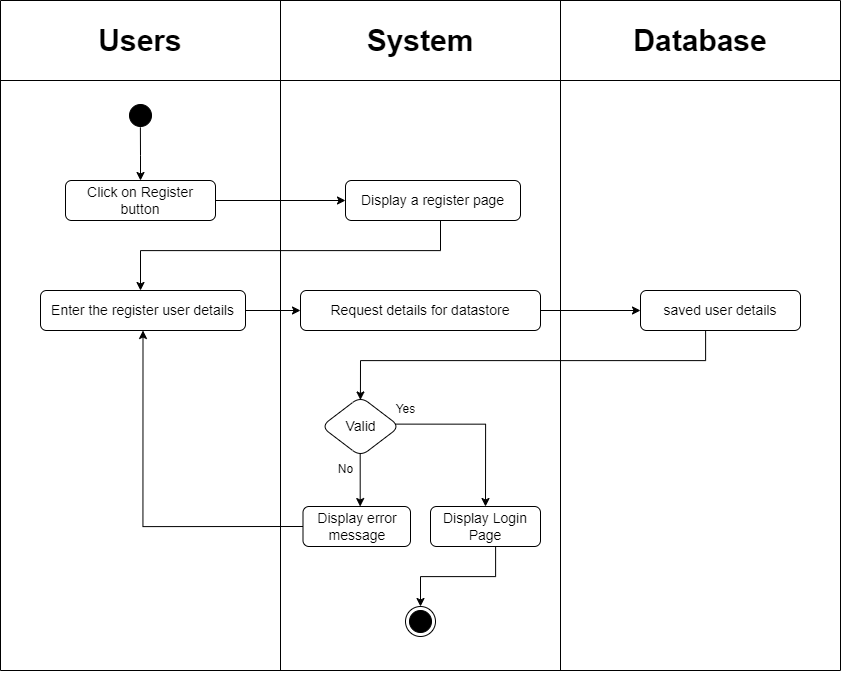 Users
System
Database
Click on Register
button
Display a register page
Enter the register user details
Request details for datastore
saved user details
Yes
Valid
No
Display error
message
Display Login
Page